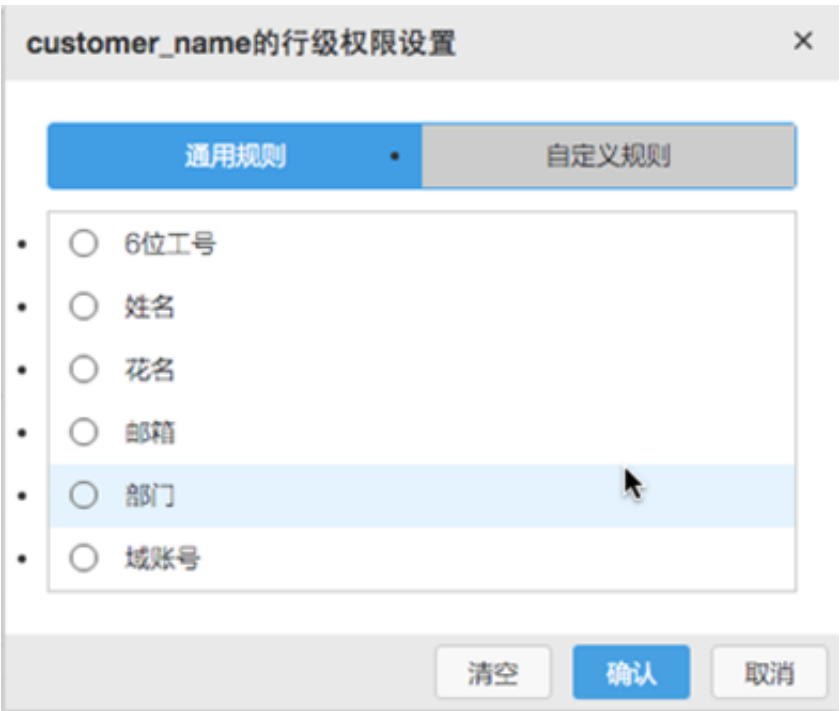 customer_name的行级权限设置 ×
通用规则 • 自定义规则
• 6位工号
• 姓名
• 花名
• 邮箱
• 部门
• 域账号
清空 确认 取消